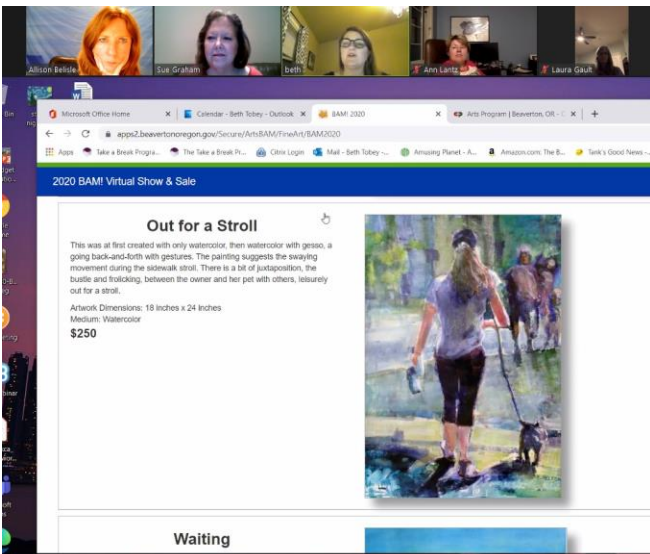 Allison Belisle
Sue Graham
beth
Ann Lantz
Laura Gault
Bin
Microsoft Office Home
Calendar - Beth Tobey - Outlook
BAM! 2020
Arts Program | Beaverton, OR - C
apps2.beavertonoregon.gov/Secure/ArtsBAM/FineArt/BAM2020
Apps
Take a Break Progra...
The Take a Break Pr...
Citrix Login
Mail - Beth Tobey -...
Amusing Planet - A...
Amazon.com: The B...
Tank's Good News -...
2020 BAM! Virtual Show & Sale
Out for a Stroll
This was at first created with only watercolor, then watercolor with gesso, a
going back-and-forth with gestures. The painting suggests the swaying
movement during the sidewalk stroll. There is a bit of juxtaposition, the
bustle and frolicking, between the owner and her pet with others, leisurely
out for a stroll.
Artwork Dimensions: 18 Inches x 24 Inches
Medium: Watercolor
$250
Waiting